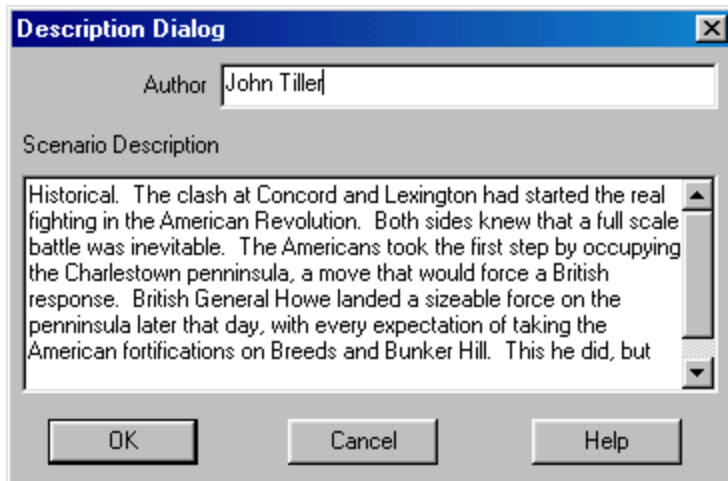 Description Dialog
Author John Tiller
Scenario Description
Historical.  The clash at Concord and Lexington had started the real
fighting in the American Revolution.  Both sides knew that a full scale
battle was inevitable.  The Americans took the first step by occupying
the Charlestown penninsula, a move that would force a British
response.  British General Howe landed a sizeable force on the
penninsula later that day, with every expectation of taking the
American fortifications on Breeds and Bunker Hill.  This he did, but
OK Cancel Help